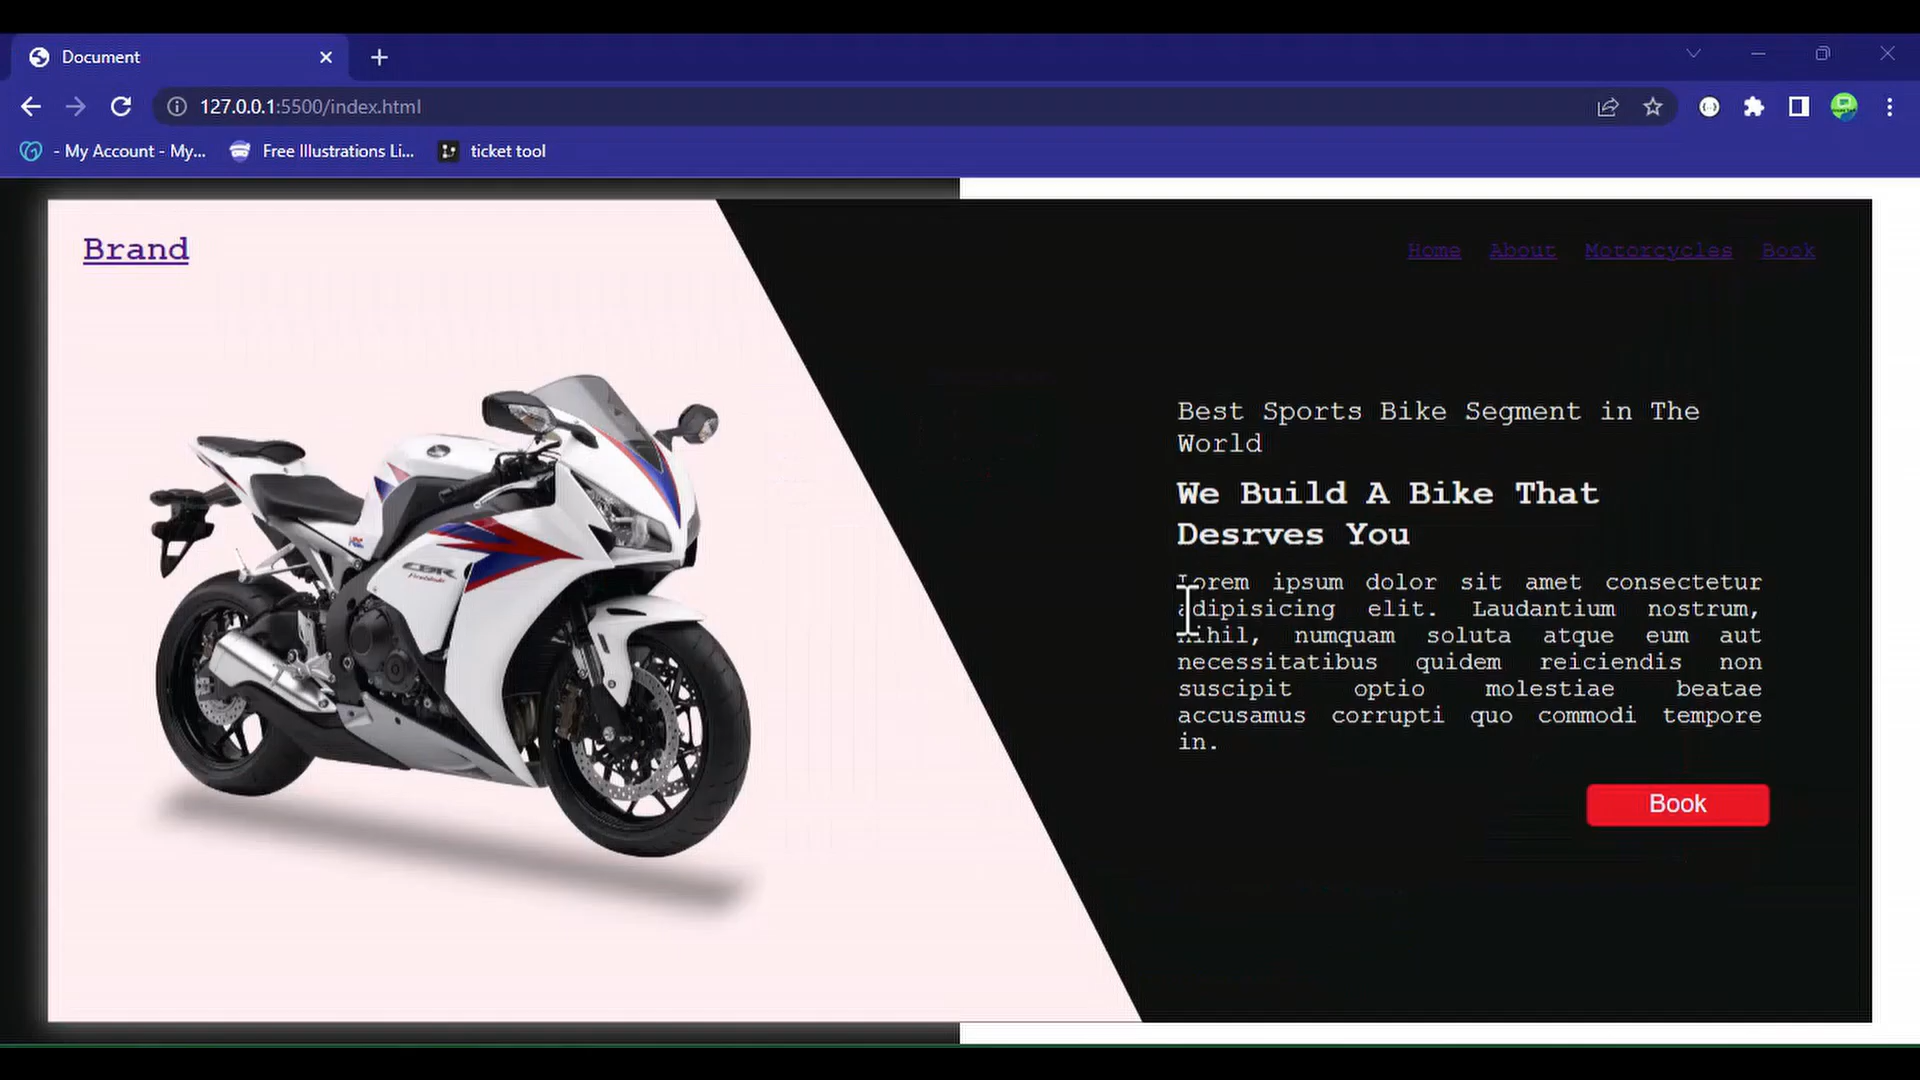 Document
127.0.0.1:5500/index.html
- My Account - My...
Free Illustrations Li...
ticket tool
Brand
Home About Motorcycles Book
Best Sports Bike Segment in The
World
We Build A Bike That
Desrves You
Lorem ipsum dolor sit amet consectetur
adipisicing elit. Laudantium nostrum,
nihil, numquam soluta atque eum aut
necessitatibus quidem reiciendis non
suscipit optio molestiae beatae
accusamus corrupti quo commodi tempore
in.
Book
CBR